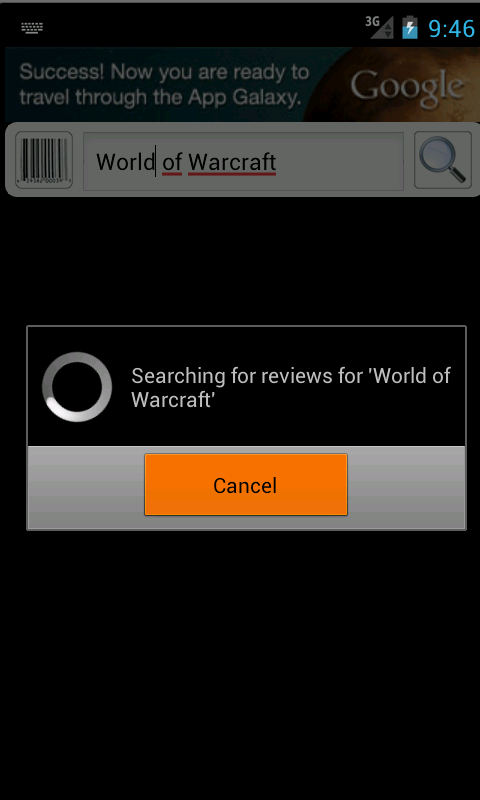 3G 9:46
Success! Now you are ready to
travel through the App Galaxy.
Google
World of Warcraft
Searching for reviews for 'World of
Warcraft'
Cancel